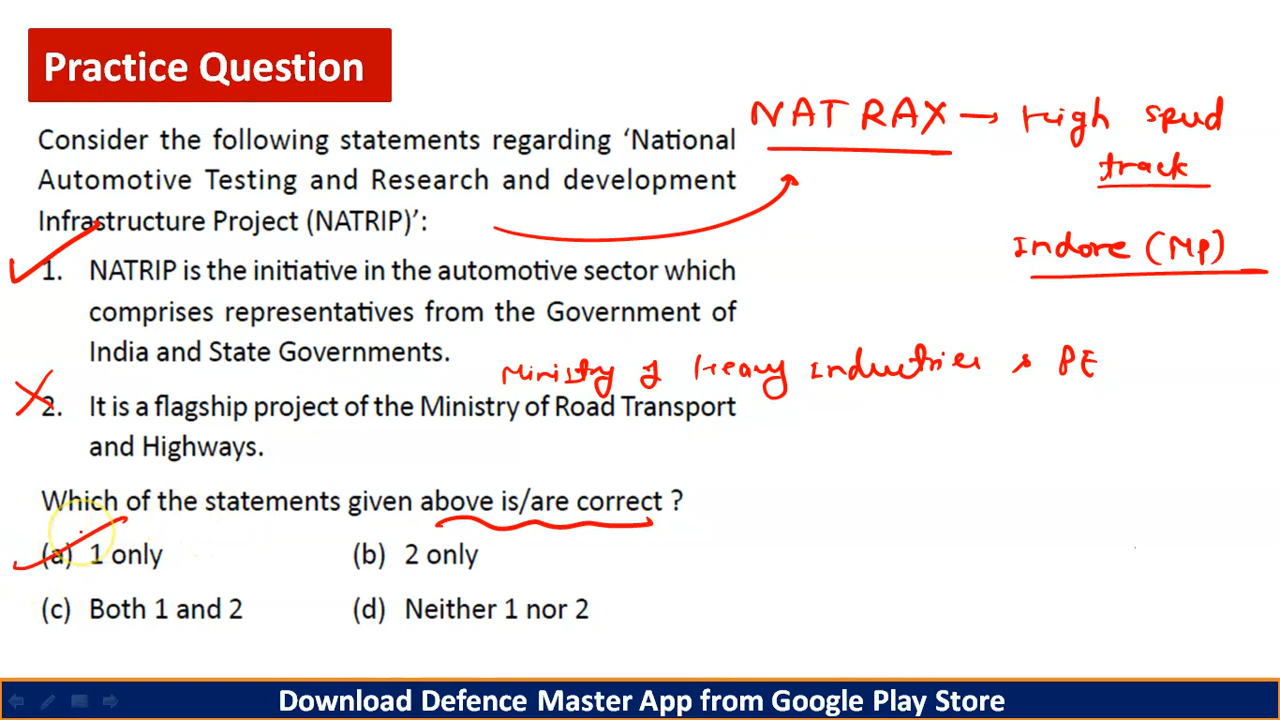 Practice Question
Consider the following statements regarding ‘National
Automotive Testing and Research and development
Infrastructure Project (NATRIP)’:
1. NATRIP is the initiative in the automotive sector which
comprises representatives from the Government of
India and State Governments.
2. It is a flagship project of the Ministry of Road Transport
and Highways.
Which of the statements given above is/are correct ?
(a) 1 only (b) 2 only
(c) Both 1 and 2 (d) Neither 1 nor 2
NATRAX → High speed
track
Indore (MP)
Ministry of Heavy Industries & PE
Download Defence Master App from Google Play Store